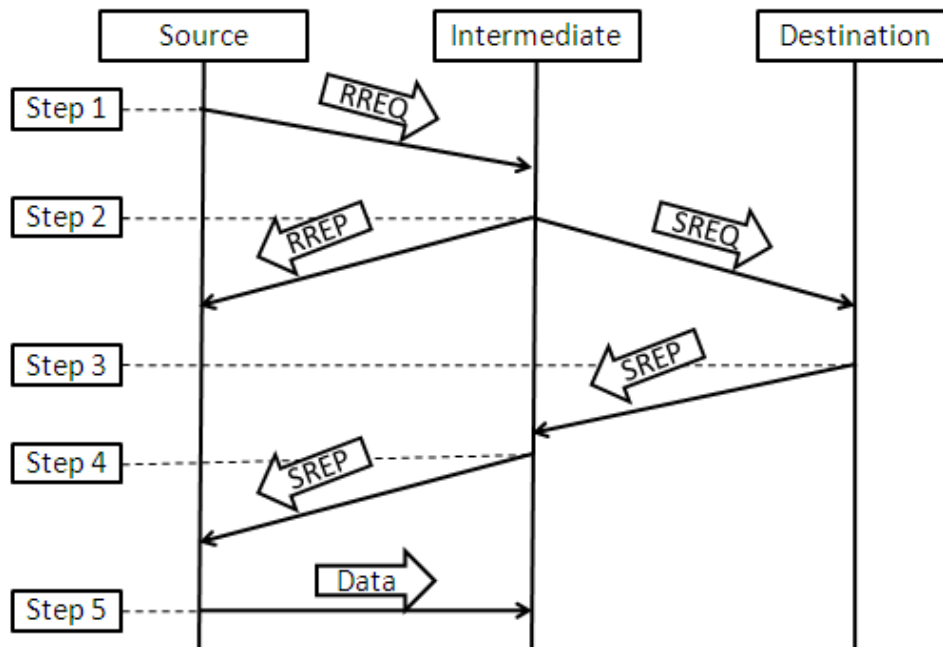 Source
Intermediate
Destination
Step 1
RREQ
Step 2
RREP
SREQ
Step 3
SREP
Step 4
SREP
Step 5
Data